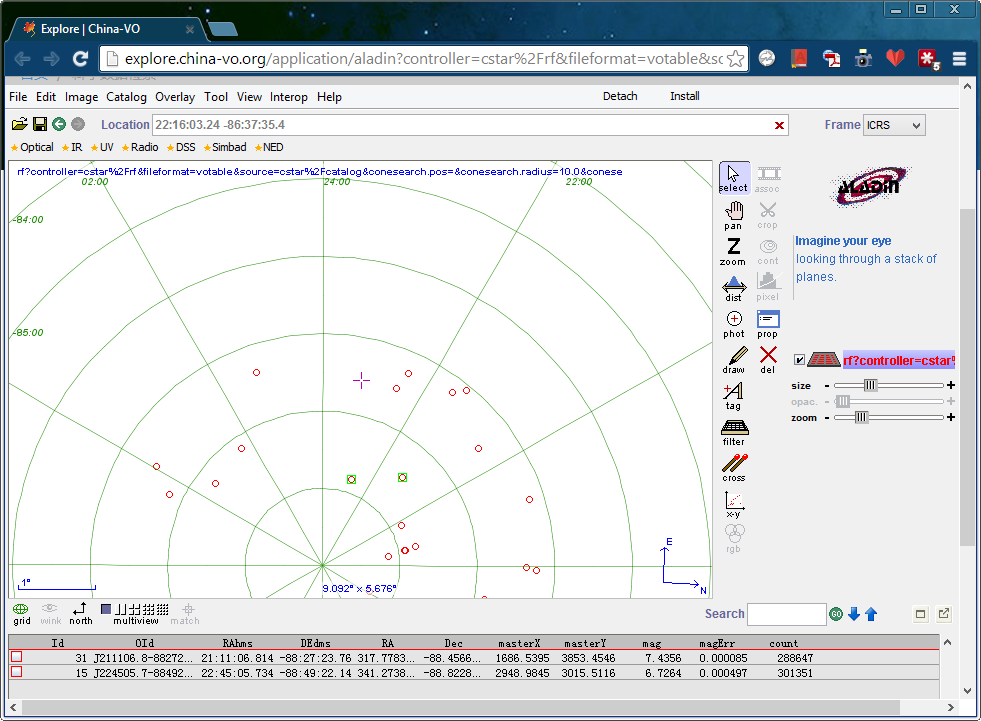 Explore | China-VO
explore.china-vo.org/application/aladin?controller=cstar%2Frf&fileformat=votable&sc
5
File Edit Image Catalog Overlay Tool View Interop Help Detach Install
Location 22:16:03.24 -86:37:35.4 Frame ICRS
Optical IR UV Radio DSS Simbad NED
rf?controller=cstar%2Frf&fileformat=votable&source=cstar%2Fcatalog&conesearch.pos=&conesearch.radius=10.0&conese
02:00 24:00 22:00
-84:00
-85:00
1°
9.092° x 5.676°
E
N
select assoc
pan crop
zoom cont
dist pixel
phot prop
draw del
tag
filter
cross
x-y
rgb
ALADIN
Imagine your eye
looking through a stack of
planes.
rf?controller=cstar%
size - +
opac. - +
zoom - +
grid wink north multiview match
Search GO
Id OId RAhms DEdms RA Dec masterX masterY mag magErr count
31 J211106.8-88272... 21:11:06.814 -88:27:23.76 317.7783... -88.4566... 1686.5395 3853.4546 7.4356 0.000085 288647
15 J224505.7-88492... 22:45:05.734 -88:49:22.14 341.2738... -88.8228... 2948.9845 3015.5116 6.7264 0.000497 301351